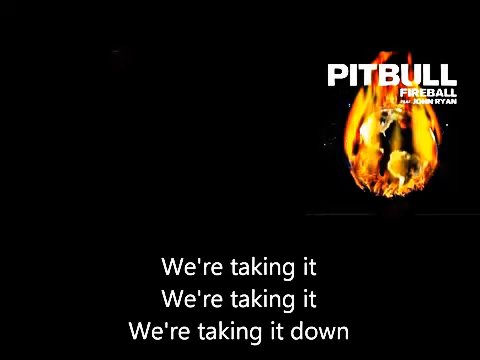 PITBULL
FIREBALL
FEAT. JOHN RYAN
We're taking it
We're taking it
We're taking it down